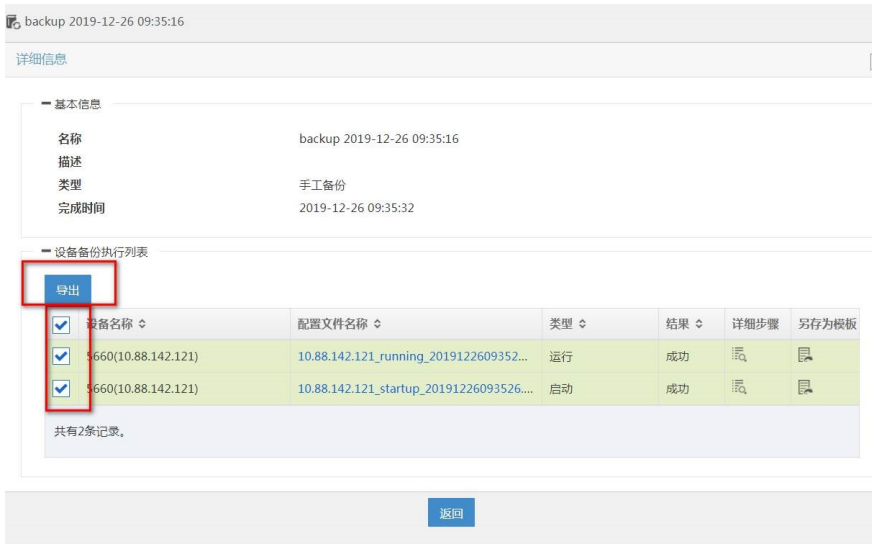 backup 2019-12-26 09:35:16
详细信息
基本信息
名称 backup 2019-12-26 09:35:16
描述
类型 手工备份
完成时间 2019-12-26 09:35:32
设备备份执行列表
导出
设备名称 配置文件名称 类型 结果 详细步骤 另存为模板
5660(10.88.142.121) 10.88.142.121_running_2019122609352... 运行 成功
5660(10.88.142.121) 10.88.142.121_startup_20191226093526.... 启动 成功
共有2条记录。
返回